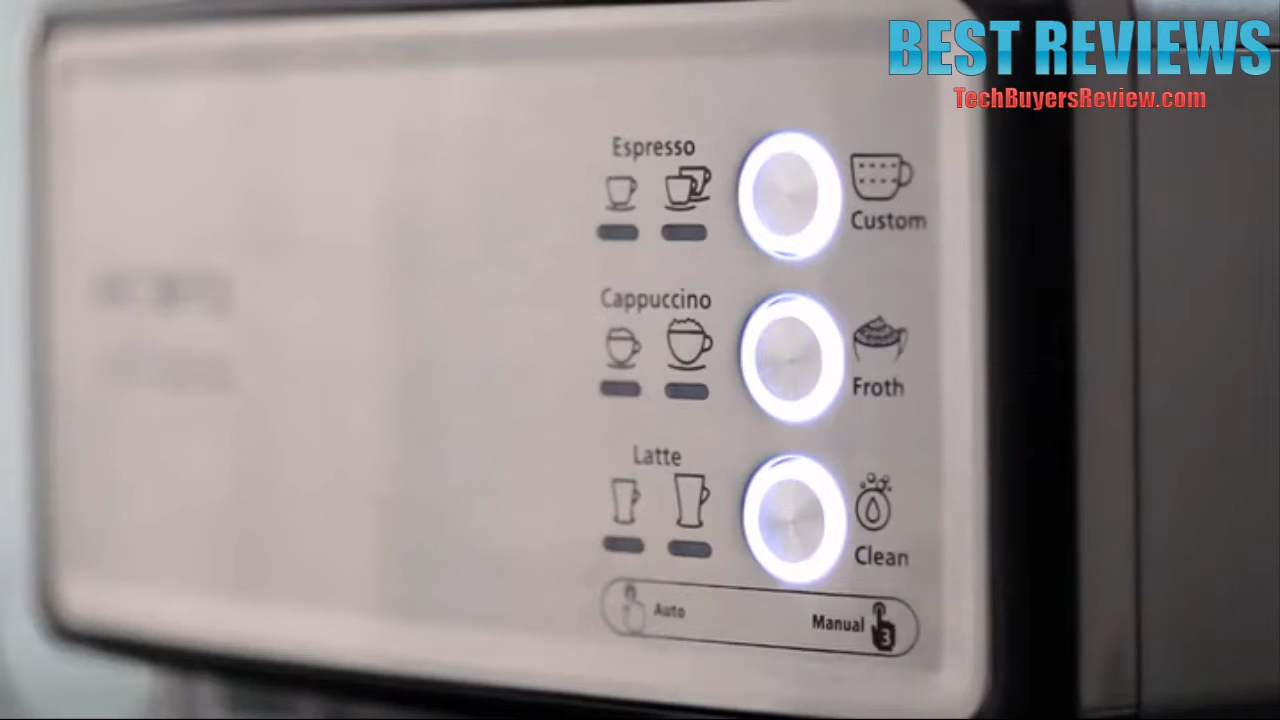 BEST REVIEWS
TechBuyersReview.com
Espresso
Custom
Cappuccino
Froth
Latte
Clean
Auto
Manual
3